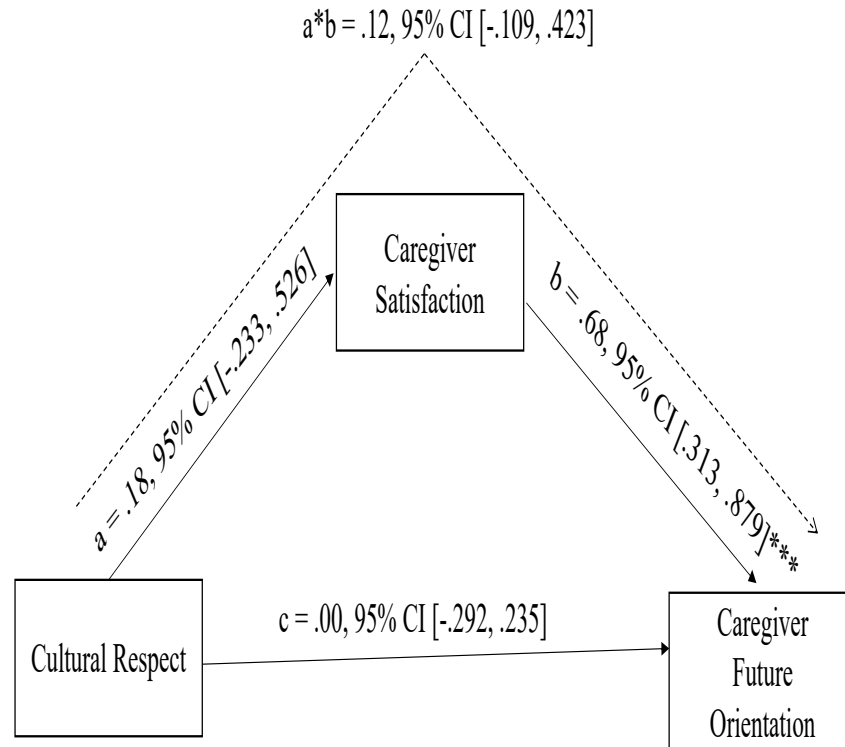 a*b = .12, 95% CI [-.109, .423]
Caregiver
Satisfaction
a = .18, 95% CI [-.233, .526]
b = .68, 95% CI [.313, .879]***
c = .00, 95% CI [-.292, .235]
Cultural Respect
Caregiver
Future
Orientation